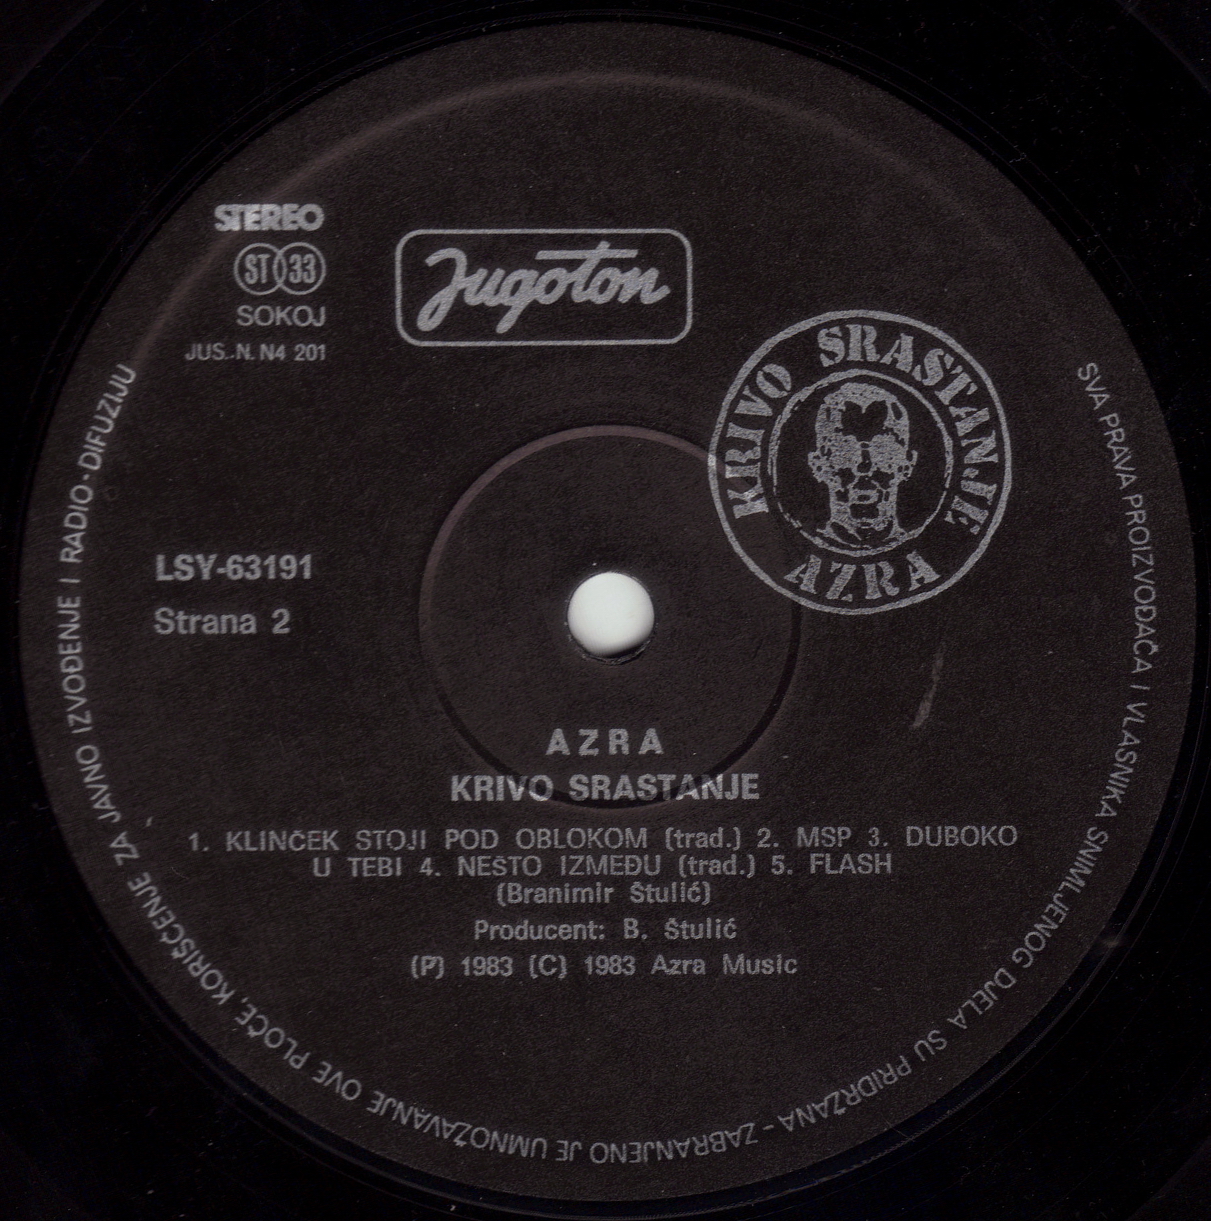 STEREO
ST 33
SOKOJ
JUS..N. N4 201
Jugoton
KRIVO SRASTANJE
AZRA
LSY-63191
Strana 2
AZRA
KRIVO SRASTANJE
1. KLINČEK STOJI POD OBLOKOM (trad.) 2. MSP 3. DUBOKO
U TEBI 4. NEŠTO IZMEĐU (trad.) 5. FLASH
(Branimir Štulić)
Producent: B. Štulić
(P) 1983 (C) 1983 Azra Music
SVA PRAVA PROIZVOĐAČA I VLASNIKA SNIMLJENOG DJELA SU PRIDRŽANA - ZABRANJENO JE UMNOŽAVANJE OVE PLOČE, KORIŠĆENJE ZA JAVNO IZVOĐENJE I RADIO-DIFUZIJU